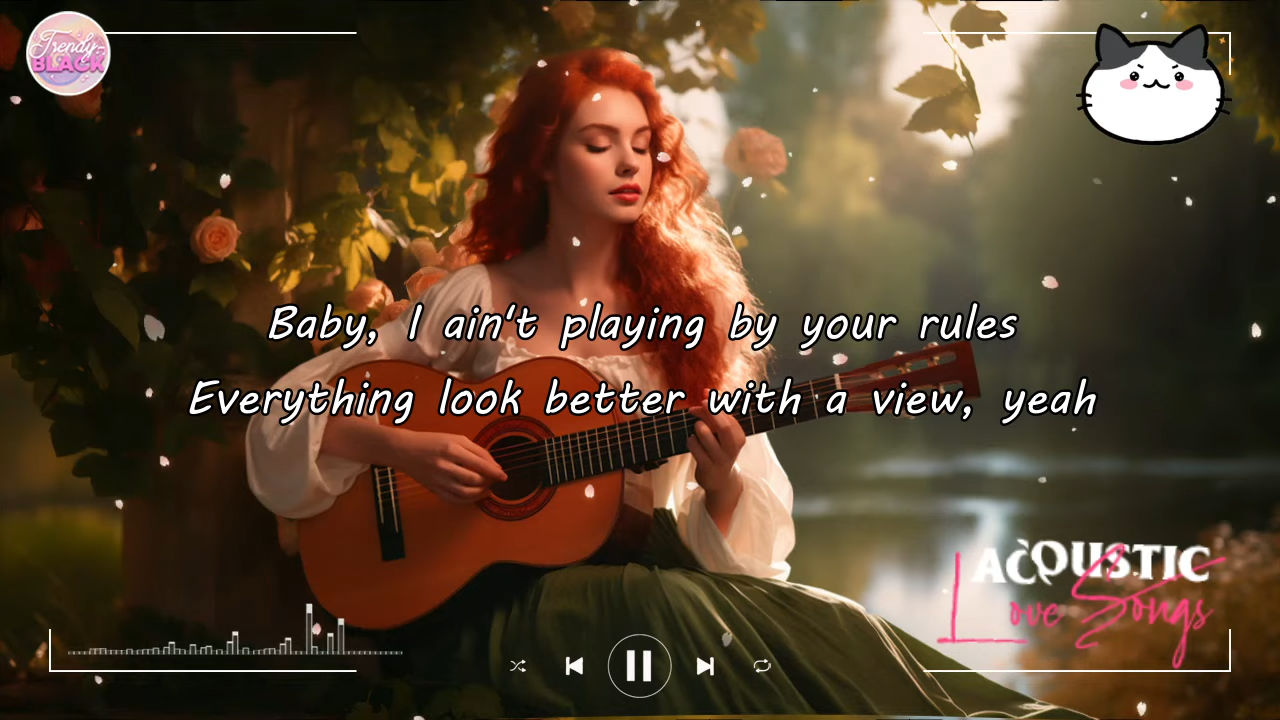 Trendy
BLACK
Baby, I ain't playing by your rules
Everything look better with a view, yeah
ACOUSTIC
Love Songs